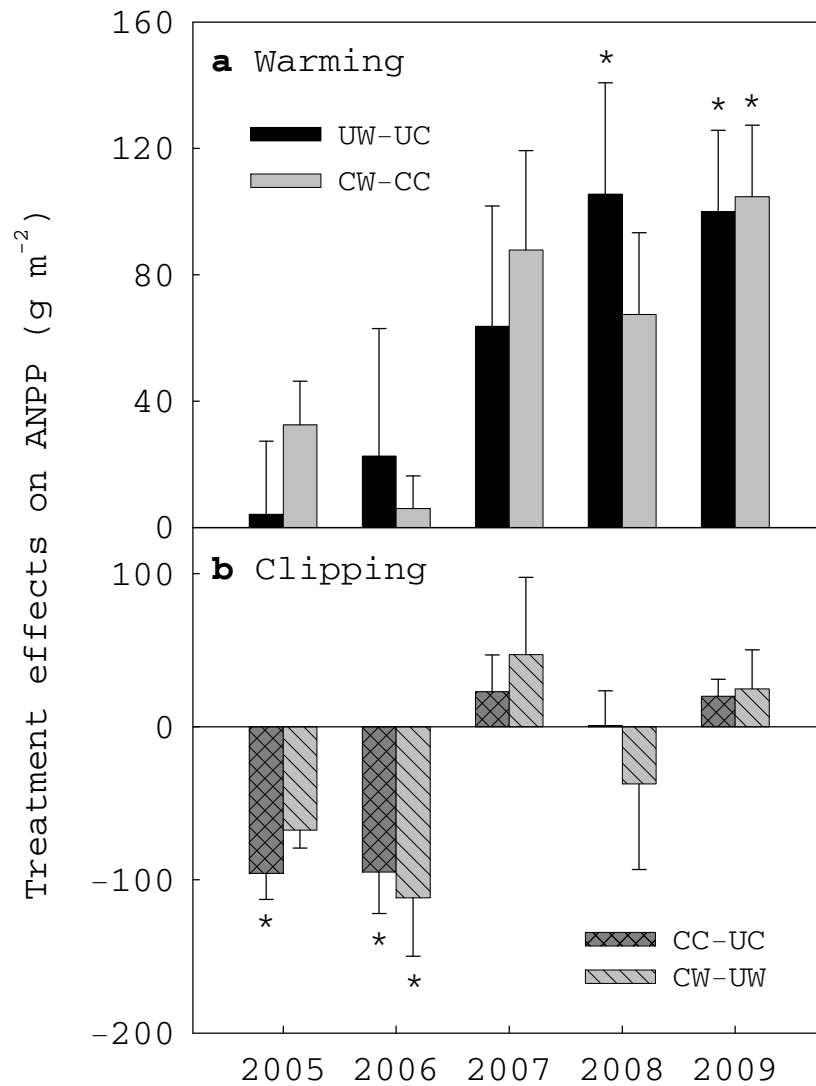 Treatment effects on ANPP (g m⁻²)
160
120
80
40
0
a Warming
UW-UC
CW-CC
*
* *
100
0
-100
-200
b Clipping
*
*
*
CC-UC
CW-UW
2005 2006 2007 2008 2009